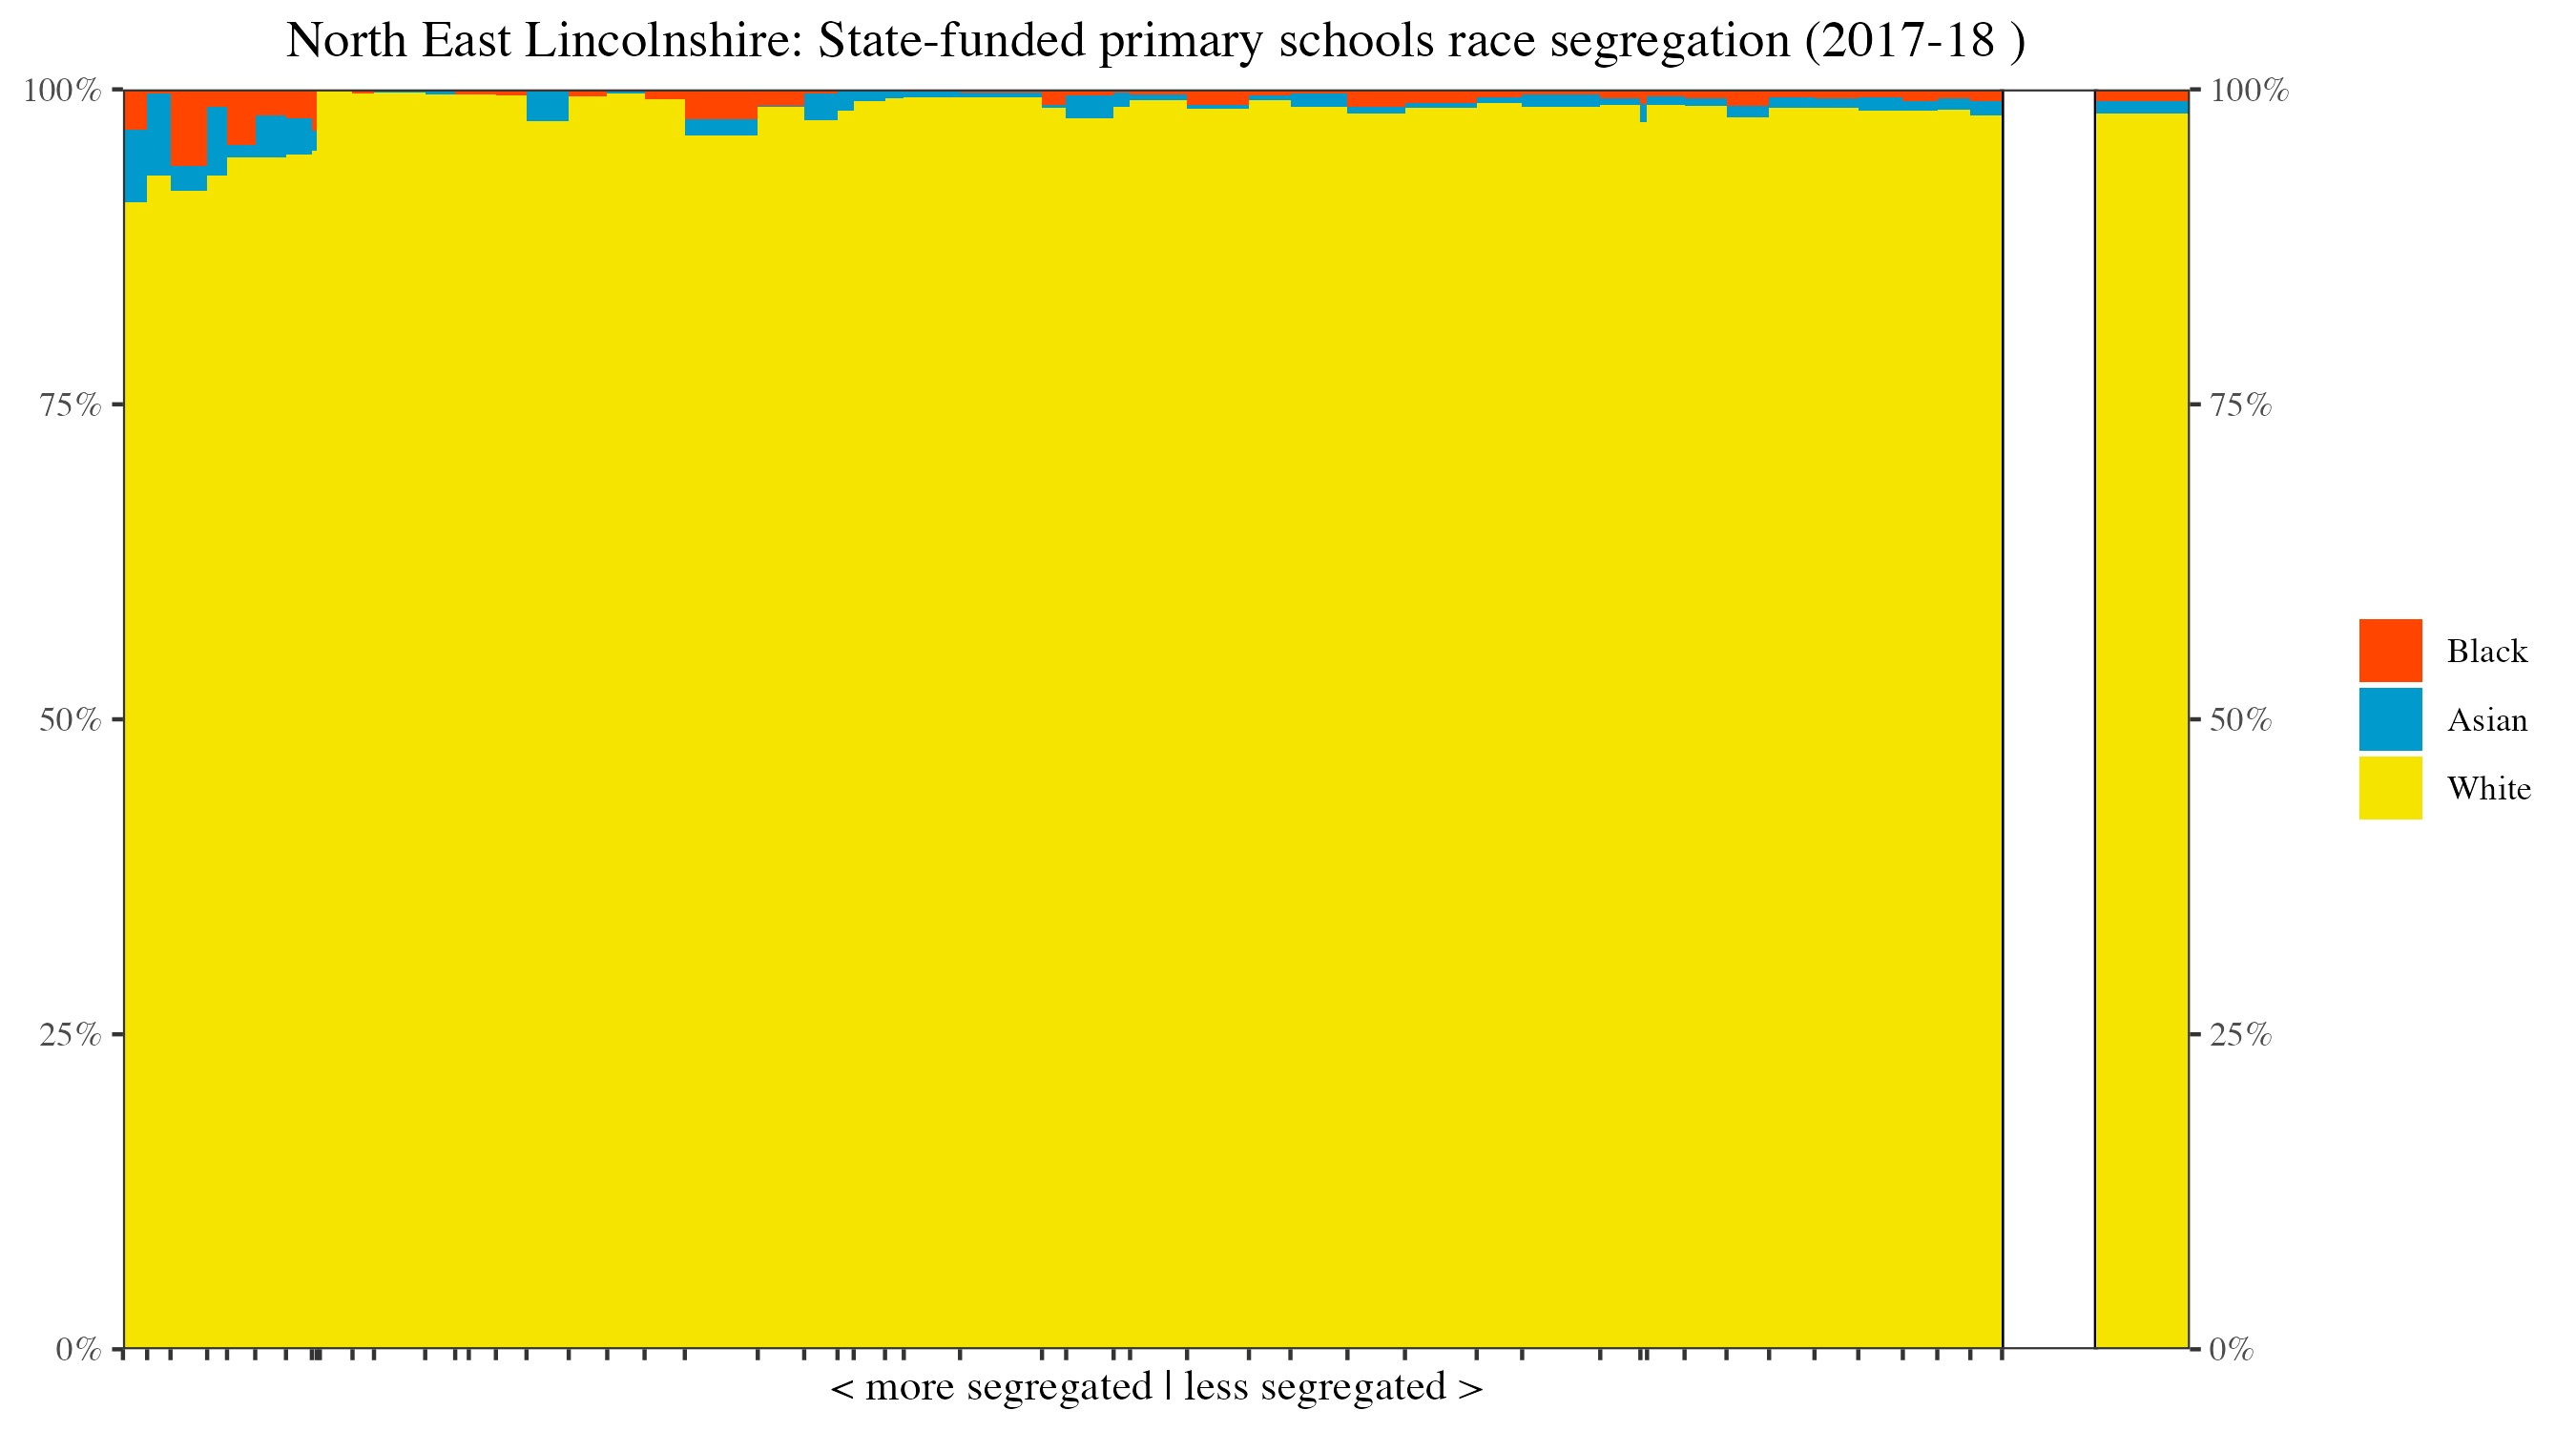 North East Lincolnshire: State-funded primary schools race segregation (2017-18 )
100%
100%
75%
75%
50%
50%
25%
25%
0%
0%
Black
Asian
White
< more segregated | less segregated >